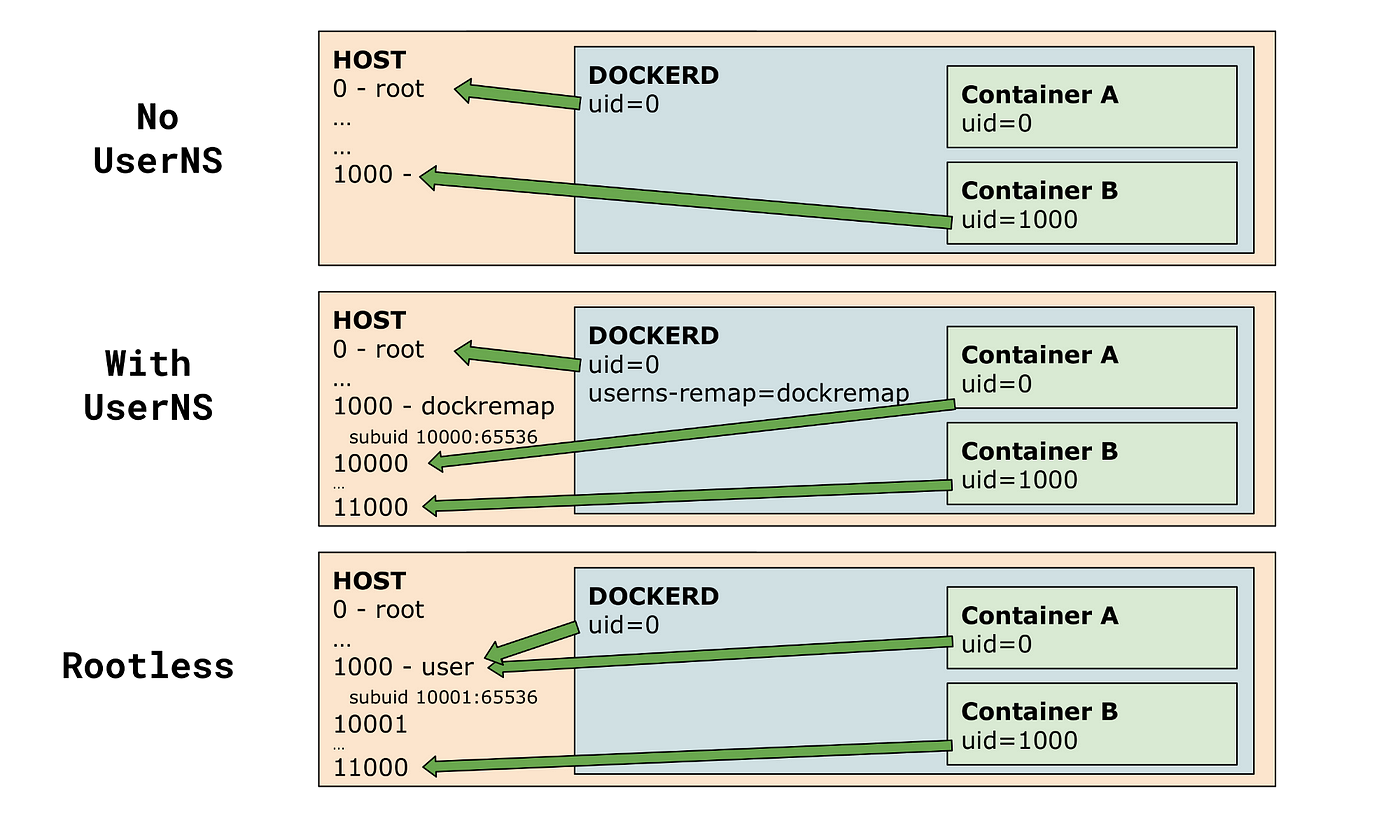 No
UserNS
HOST
0 - root
...
...
1000 -
DOCKERD
uid=0
Container A
uid=0
Container B
uid=1000
With
UserNS
HOST
0 - root
...
1000 - dockremap
subuid 10000:65536
10000
...
11000
DOCKERD
uid=0
userns-remap=dockremap
Container A
uid=0
Container B
uid=1000
Rootless
HOST
0 - root
...
1000 - user
subuid 10001:65536
10001
...
11000
DOCKERD
uid=0
Container A
uid=0
Container B
uid=1000